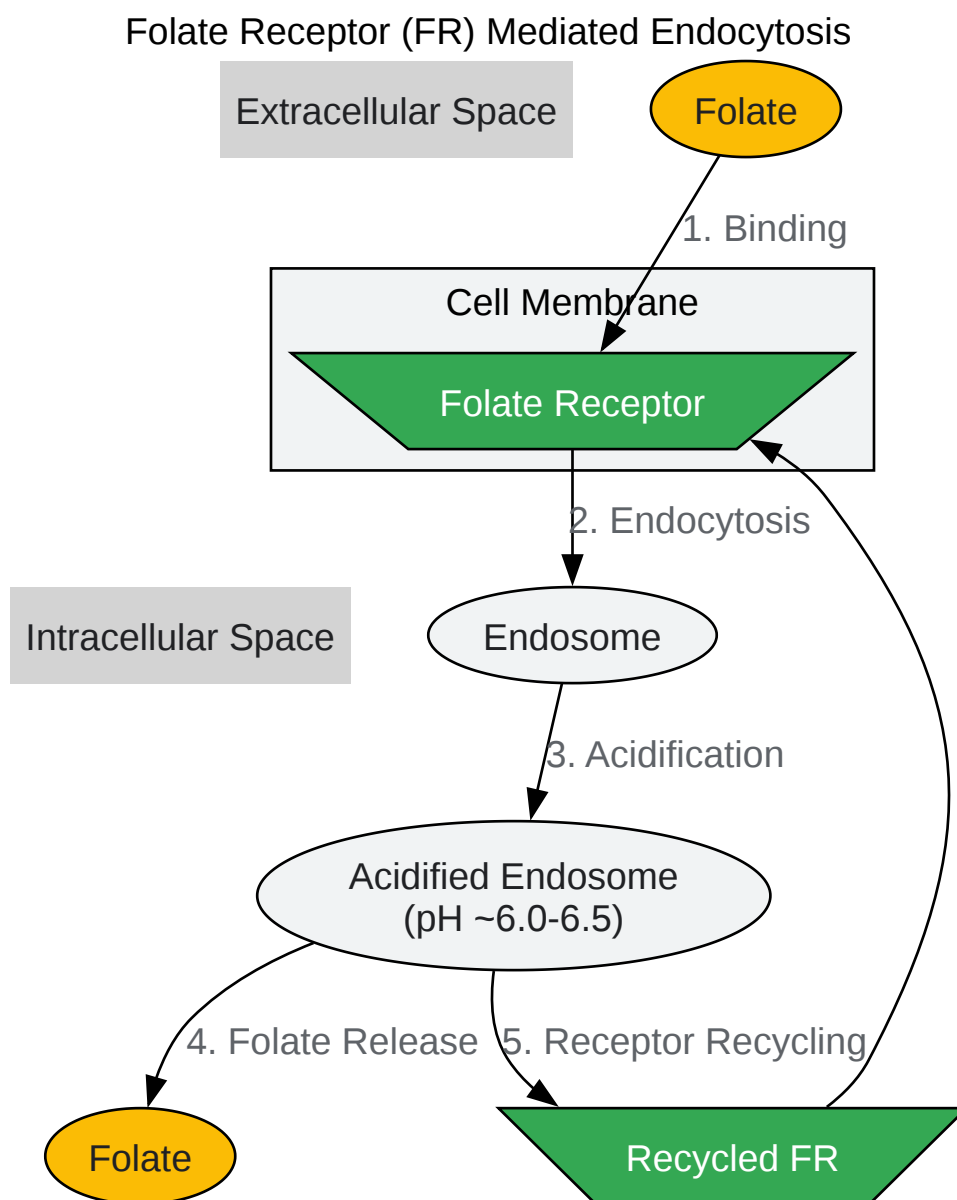 Folate Receptor (FR) Mediated Endocytosis
Extracellular Space
Folate
1. Binding
Cell Membrane
Folate Receptor
2. Endocytosis
Intracellular Space
Endosome
3. Acidification
Acidified Endosome
(pH ~6.0-6.5)
4. Folate Release
5. Receptor Recycling
Folate
Recycled FR